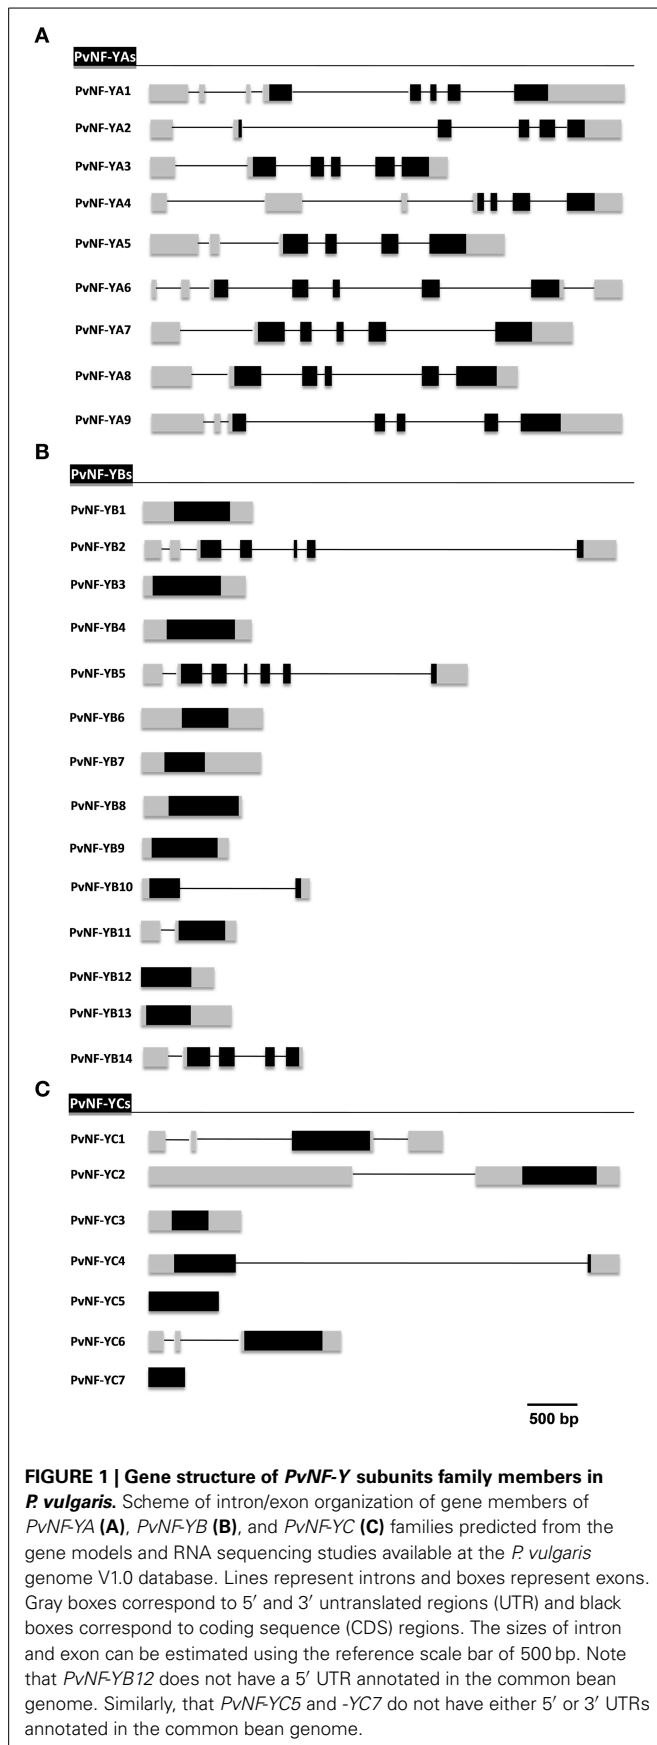 A
PvNF-YAs
PvNF-YA1
PvNF-YA2
PvNF-YA3
PvNF-YA4
PvNF-YA5
PvNF-YA6
PvNF-YA7
PvNF-YA8
PvNF-YA9
B
PvNF-YBs
PvNF-YB1
PvNF-YB2
PvNF-YB3
PvNF-YB4
PvNF-YB5
PvNF-YB6
PvNF-YB7
PvNF-YB8
PvNF-YB9
PvNF-YB10
PvNF-YB11
PvNF-YB12
PvNF-YB13
PvNF-YB14
C
PvNF-YCs
PvNF-YC1
PvNF-YC2
PvNF-YC3
PvNF-YC4
PvNF-YC5
PvNF-YC6
PvNF-YC7
500 bp
FIGURE 1 | Gene structure of PvNF-Y subunits family members in
P. vulgaris. Scheme of intron/exon organization of gene members of
PvNF-YA (A), PvNF-YB (B), and PvNF-YC (C) families predicted from the
gene models and RNA sequencing studies available at the P. vulgaris
genome V1.0 database. Lines represent introns and boxes represent exons.
Gray boxes correspond to 5′ and 3′ untranslated regions (UTR) and black
boxes correspond to coding sequence (CDS) regions. The sizes of intron
and exon can be estimated using the reference scale bar of 500 bp. Note
that PvNF-YB12 does not have a 5′ UTR annotated in the common bean
genome. Similarly, that PvNF-YC5 and -YC7 do not have either 5′ or 3′ UTRs
annotated in the common bean genome.